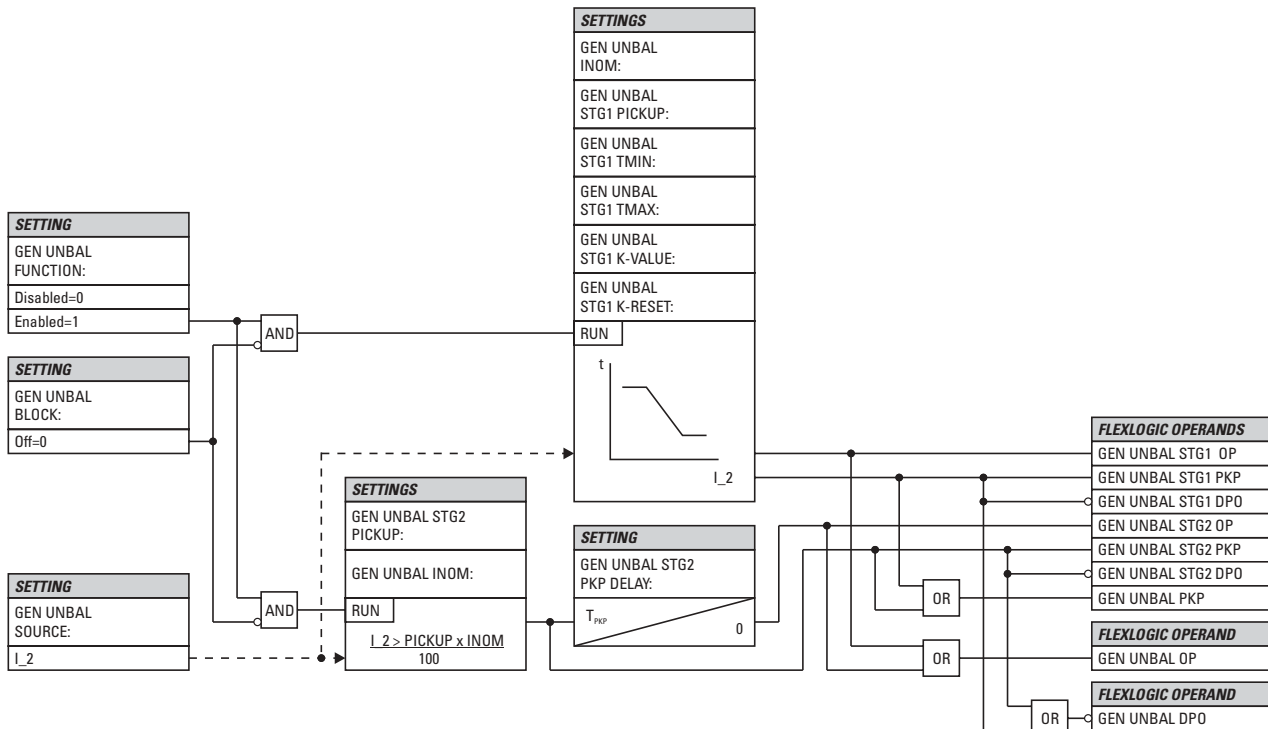 SETTING
GEN UNBAL
FUNCTION:
Disabled=0
Enabled=1
SETTING
GEN UNBAL
BLOCK:
Off=0
SETTING
GEN UNBAL
SOURCE:
I_2
AND
AND
SETTINGS
GEN UNBAL STG2
PICKUP:
GEN UNBAL INOM:
RUN
I_2 > PICKUP x INOM
100
SETTINGS
GEN UNBAL
INOM:
GEN UNBAL
STG1 PICKUP:
GEN UNBAL
STG1 TMIN:
GEN UNBAL
STG1 TMAX:
GEN UNBAL
STG1 K-VALUE:
GEN UNBAL
STG1 K-RESET:
RUN
t
I_2
SETTING
GEN UNBAL STG2
PKP DELAY:
TPKP
0
OR
OR
OR
FLEXLOGIC OPERANDS
GEN UNBAL STG1 OP
GEN UNBAL STG1 PKP
GEN UNBAL STG1 DPO
GEN UNBAL STG2 OP
GEN UNBAL STG2 PKP
GEN UNBAL STG2 DPO
GEN UNBAL PKP
FLEXLOGIC OPERAND
GEN UNBAL OP
FLEXLOGIC OPERAND
GEN UNBAL DPO